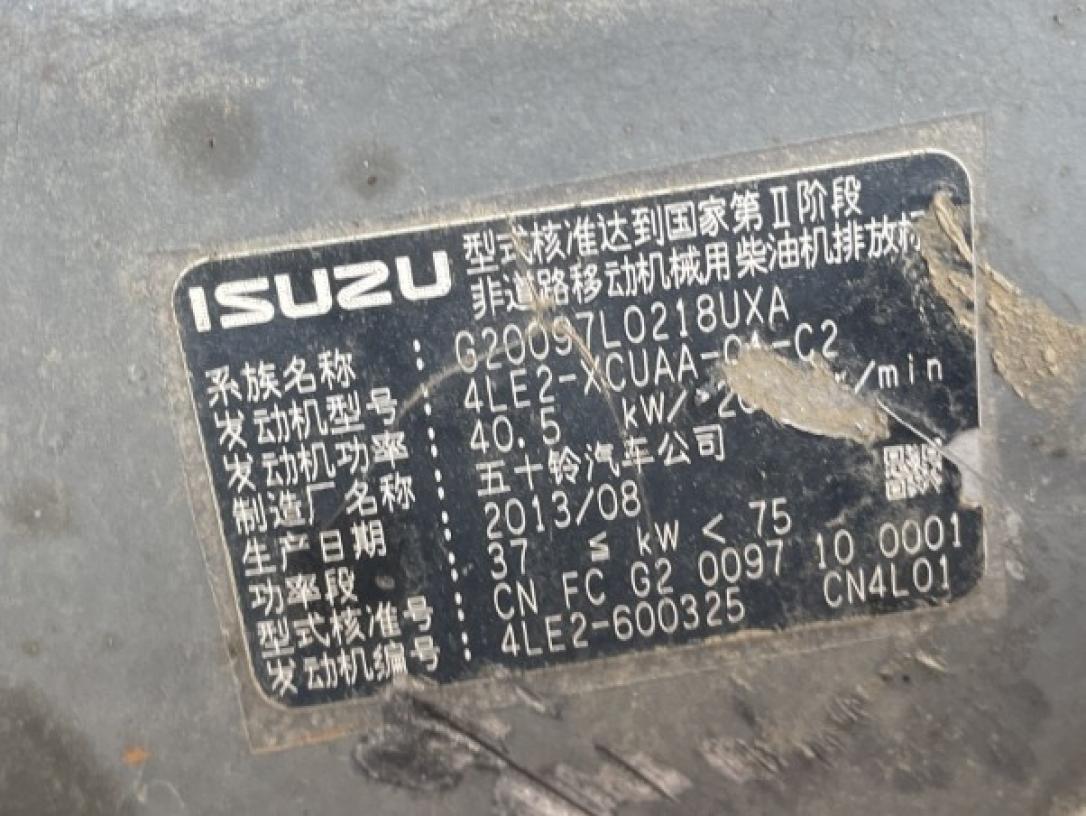 ISUZU
型式核准达到国家第Ⅱ阶段
非道路移动机械用柴油机排放标
系族名称 : G20097L0218UXA
发动机型号 : 4LE2-XCUAA- -C2
发动机功率 : 40.5 kW/ /min
制造厂名称 : 五十铃汽车公司
生产日期 : 2013/08
功率段 : 37 ≤ kW < 75
型式核准号 : CN FC G2 0097 10 0001
发动机编号 : 4LE2-600325 CN4L01